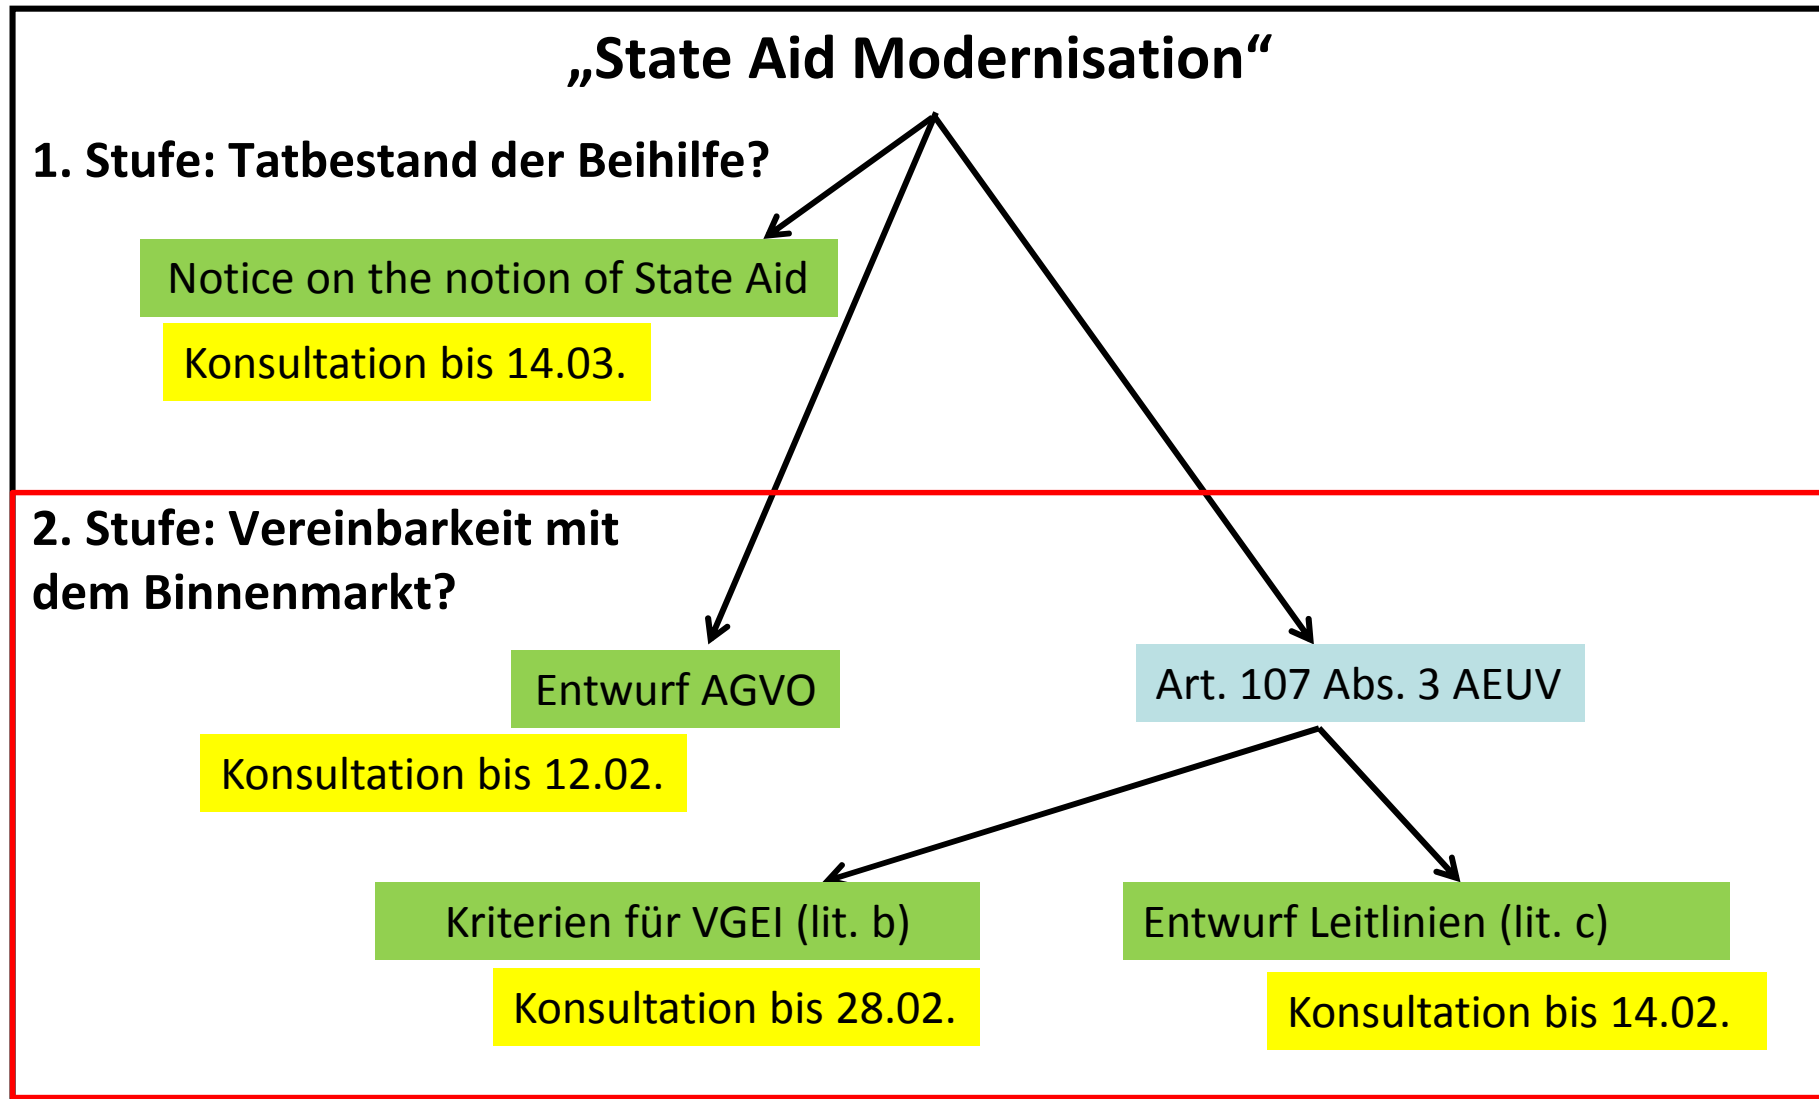 „State Aid Modernisation“
1. Stufe: Tatbestand der Beihilfe?
Notice on the notion of State Aid
Konsultation bis 14.03.
2. Stufe: Vereinbarkeit mit
dem Binnenmarkt?
Entwurf AGVO
Art. 107 Abs. 3 AEUV
Konsultation bis 12.02.
Kriterien für VGEI (lit. b)
Entwurf Leitlinien (lit. c)
Konsultation bis 28.02.
Konsultation bis 14.02.